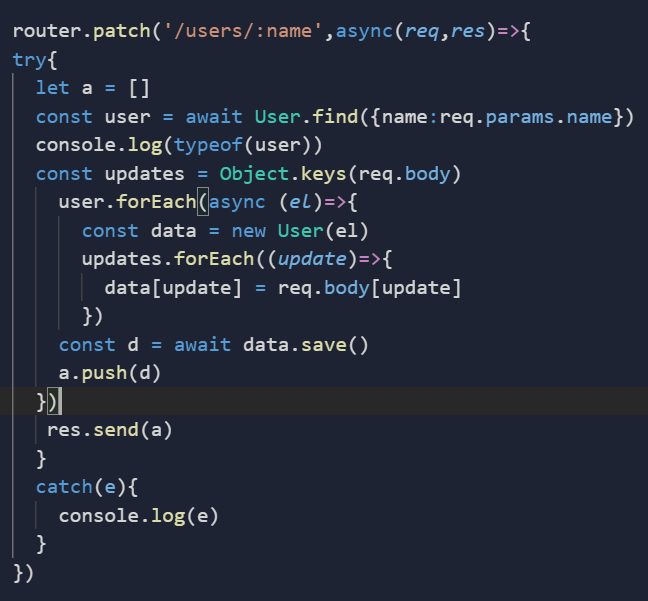 router.patch('/users/:name',async(req,res)=>{
try{
  let a = []
  const user = await User.find({name:req.params.name})
  console.log(typeof(user))
  const updates = Object.keys(req.body)
    user.forEach(async (el)=>{
      const data = new User(el)
      updates.forEach((update)=>{
        data[update] = req.body[update]
      })
    const d = await data.save()
    a.push(d)
  })
   res.send(a)
  }
  catch(e){
    console.log(e)
  }
})